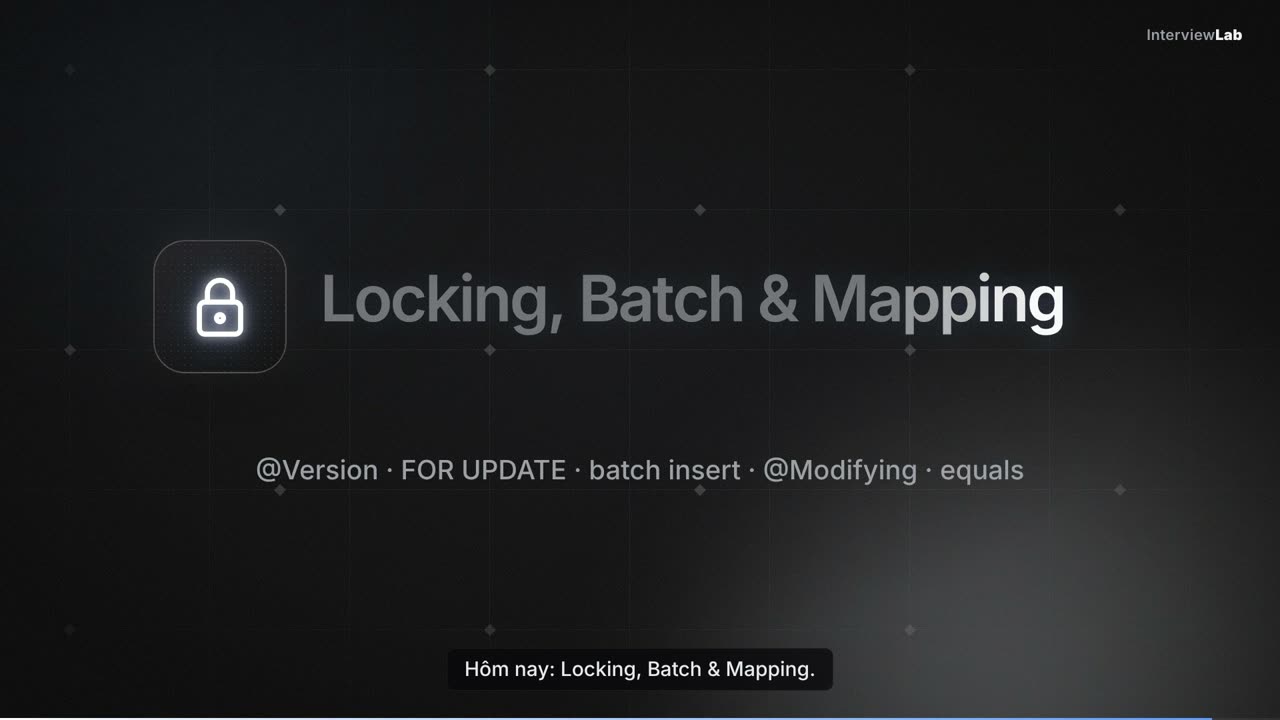 InterviewLab
Locking, Batch & Mapping
@Version · FOR UPDATE · batch insert · @Modifying · equals
Hôm nay: Locking, Batch & Mapping.